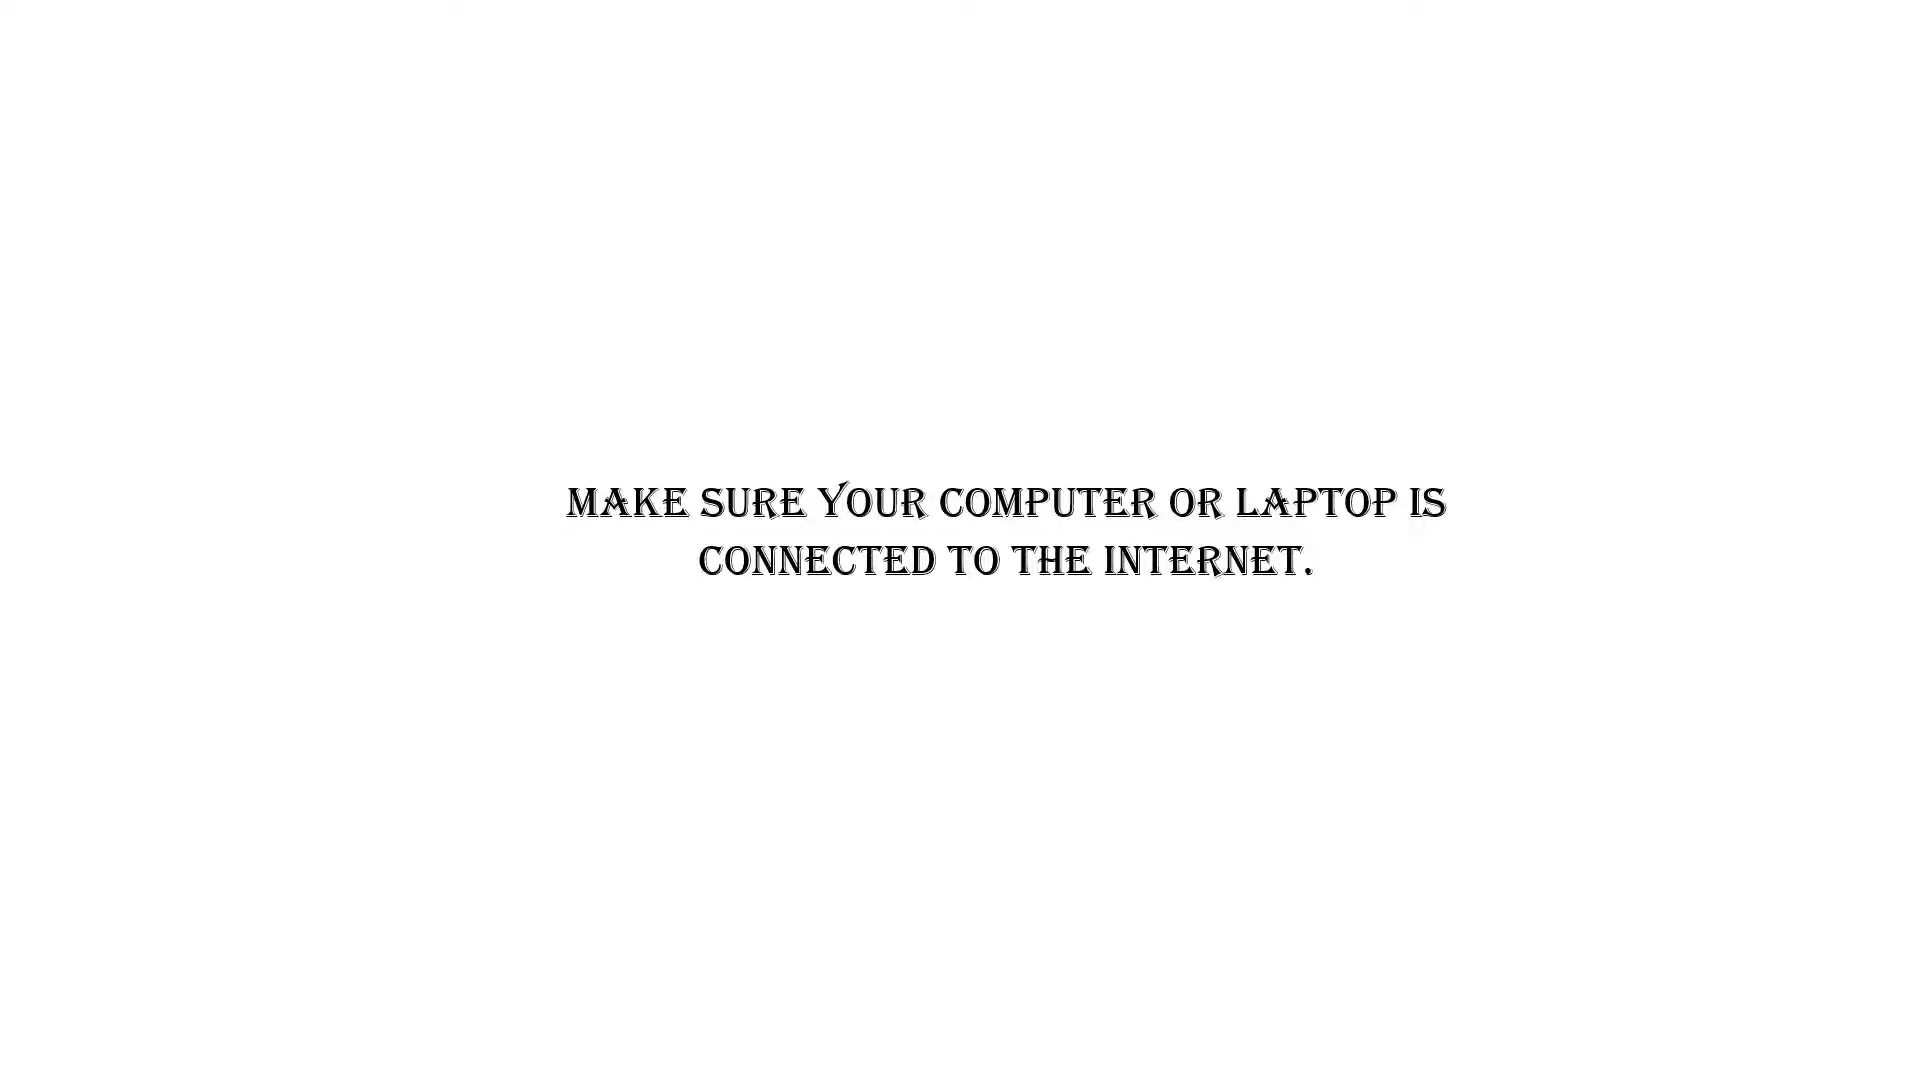 MAKE SURE YOUR COMPUTER OR LAPTOP IS
CONNECTED TO THE INTERNET.